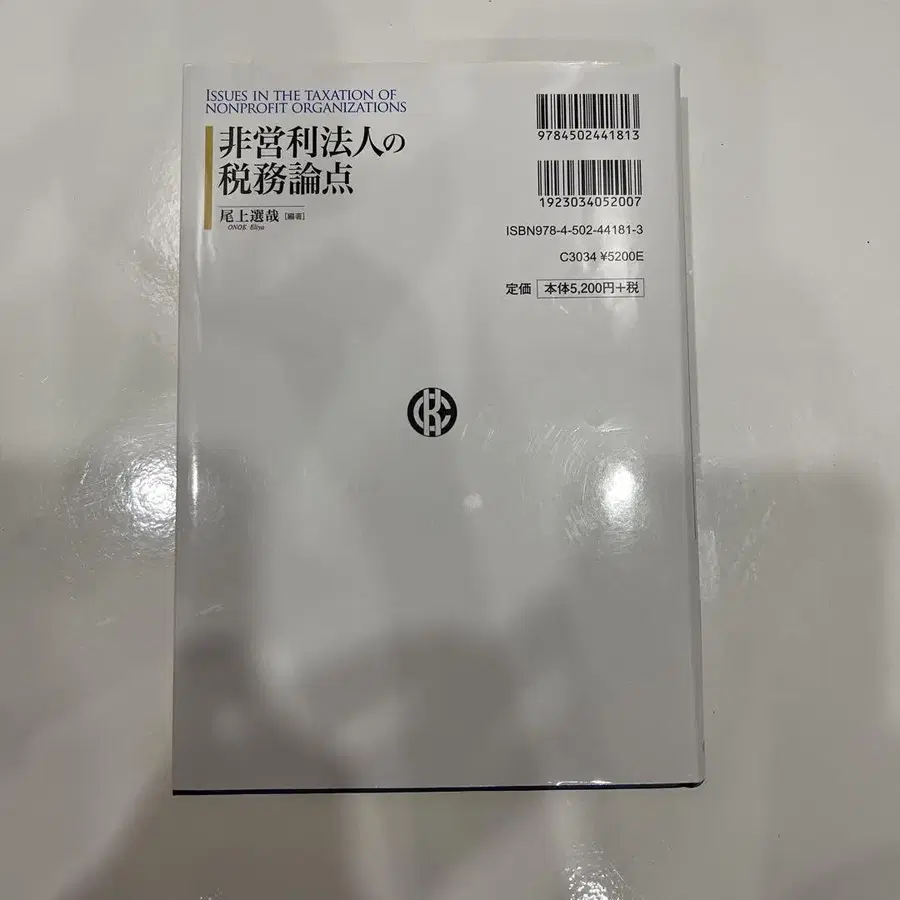 ISSUES IN THE TAXATION OF
NONPROFIT ORGANIZATIONS
非営利法人の
税務論点
尾上選哉 [編著]
ONOE Eliya
9784502441813
1923034052007
ISBN978-4-502-44181-3
C3034 ¥5200E
定価 本体5,200円+税